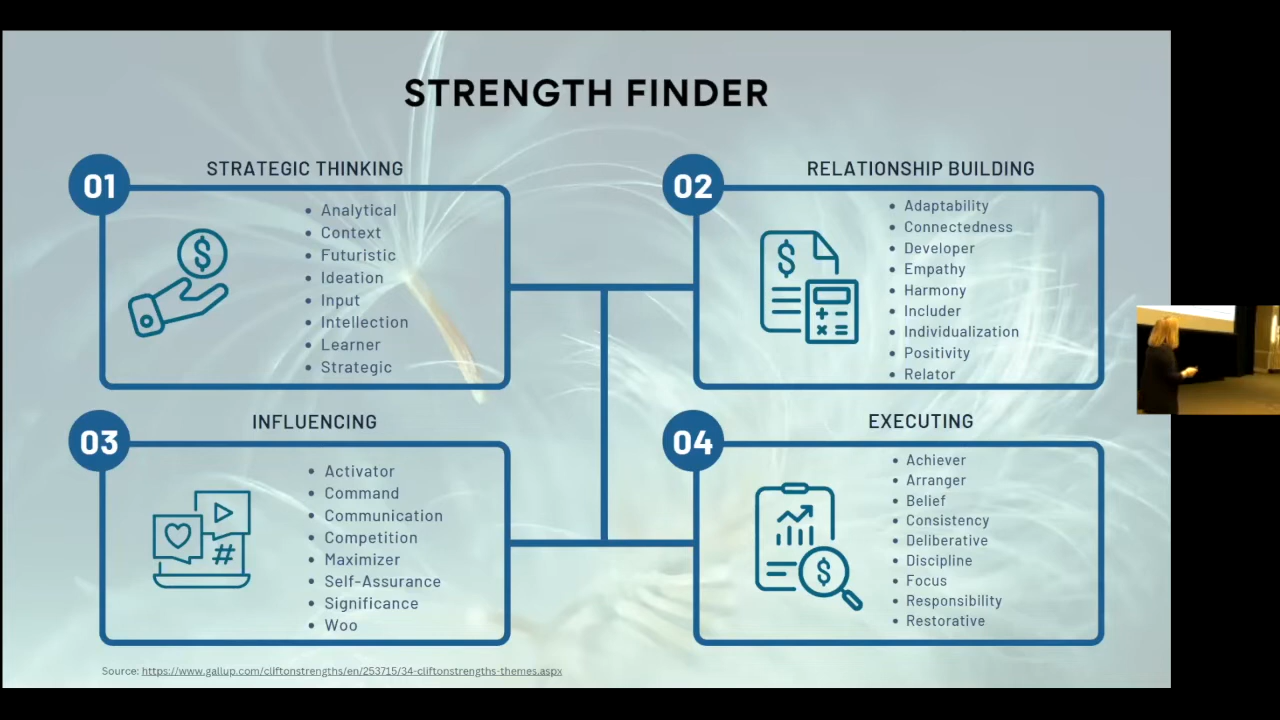 STRENGTH FINDER
01
STRATEGIC THINKING
Analytical
Context
Futuristic
Ideation
Input
Intellection
Learner
Strategic
02
RELATIONSHIP BUILDING
Adaptability
Connectedness
Developer
Empathy
Harmony
Includer
Individualization
Positivity
Relator
03
INFLUENCING
Activator
Command
Communication
Competition
Maximizer
Self-Assurance
Significance
Woo
04
EXECUTING
Achiever
Arranger
Belief
Consistency
Deliberative
Discipline
Focus
Responsibility
Restorative
Source: https://www.gallup.com/cliftonstrengths/en/253715/34-cliftonstrengths-themes.aspx